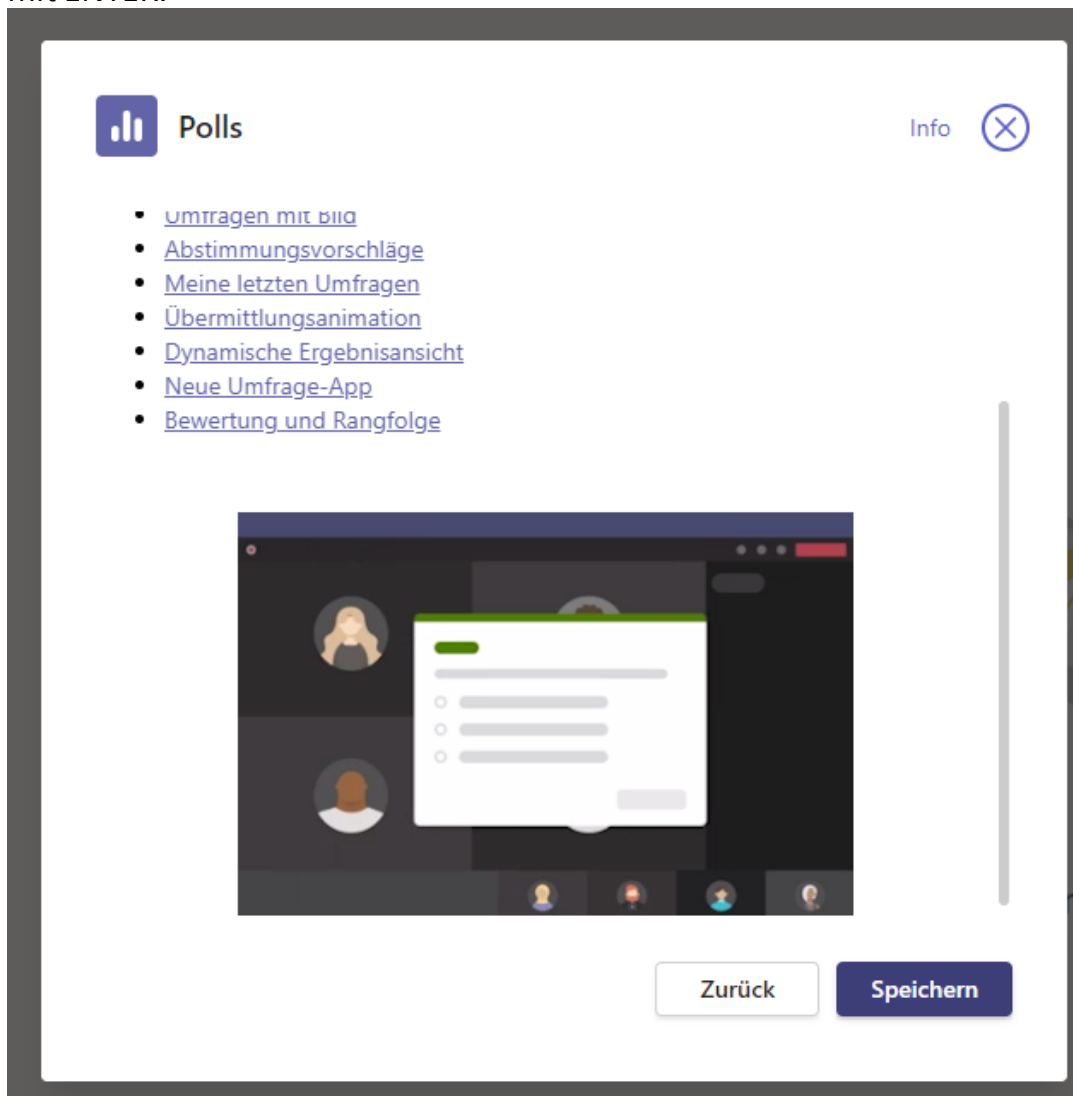 Polls
Info
Umfragen mit Bild
Abstimmungsvorschläge
Meine letzten Umfragen
Übermittlungsanimation
Dynamische Ergebnisansicht
Neue Umfrage-App
Bewertung und Rangfolge
Zurück
Speichern